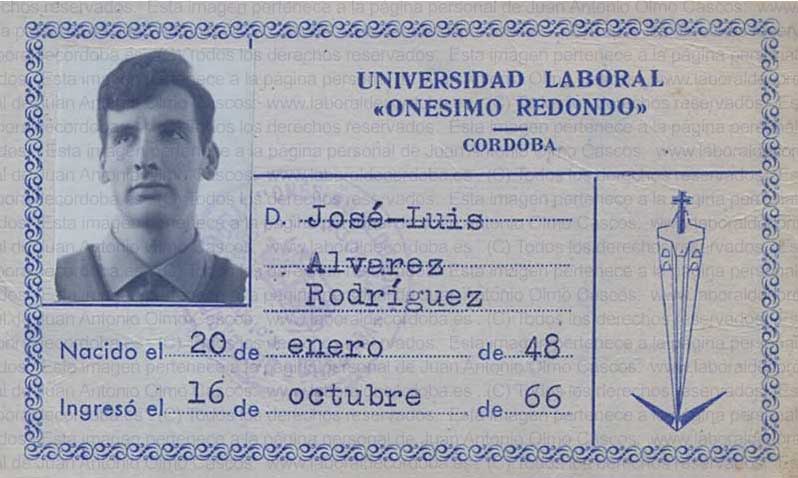 UNIVERSIDAD LABORAL
«ONESIMO REDONDO»
CORDOBA
D. José-Luis
Alvarez
Rodríguez
Nacido el 20 de enero de 48
Ingresó el 16 de octubre de 66